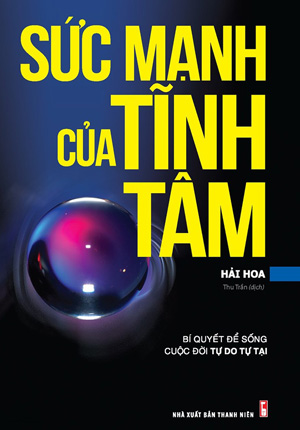 SỨC MẠNH
CỦA TĨNH
TÂM
HẢI HOA
Thu Trần (dịch)
BÍ QUYẾT ĐỂ SỐNG
CUỘC ĐỜI TỰ DO TỰ TẠI
NHÀ XUẤT BẢN THANH NIÊN